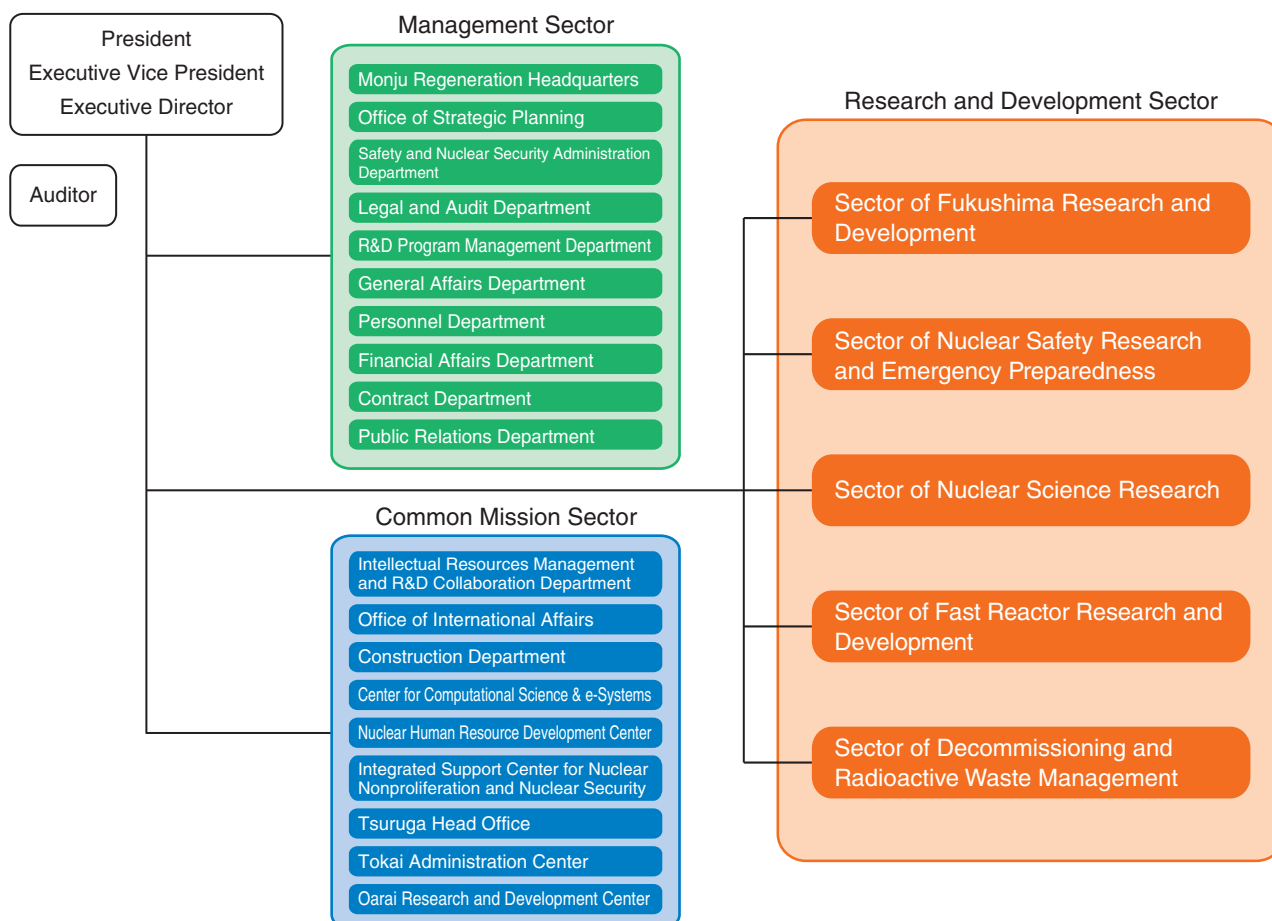 President
Executive Vice President
Executive Director
Auditor
Management Sector
Monju Regeneration Headquarters
Office of Strategic Planning
Safety and Nuclear Security Administration
Department
Legal and Audit Department
R&D Program Management Department
General Affairs Department
Personnel Department
Financial Affairs Department
Contract Department
Public Relations Department
Common Mission Sector
Intellectual Resources Management
and R&D Collaboration Department
Office of International Affairs
Construction Department
Center for Computational Science & e-Systems
Nuclear Human Resource Development Center
Integrated Support Center for Nuclear
Nonproliferation and Nuclear Security
Tsuruga Head Office
Tokai Administration Center
Oarai Research and Development Center
Research and Development Sector
Sector of Fukushima Research and
Development
Sector of Nuclear Safety Research
and Emergency Preparedness
Sector of Nuclear Science Research
Sector of Fast Reactor Research and
Development
Sector of Decommissioning and
Radioactive Waste Management